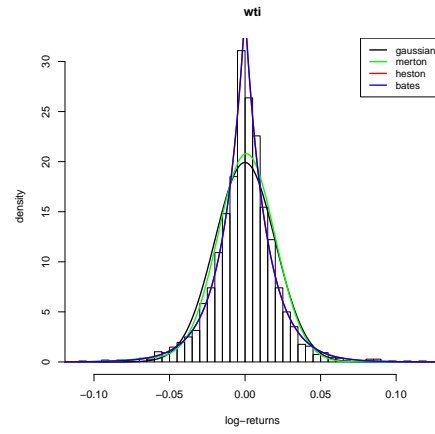 wti
gaussian
merton
heston
bates
density
30
25
20
15
10
5
0
−0.10
−0.05
0.00
0.05
0.10
log−returns